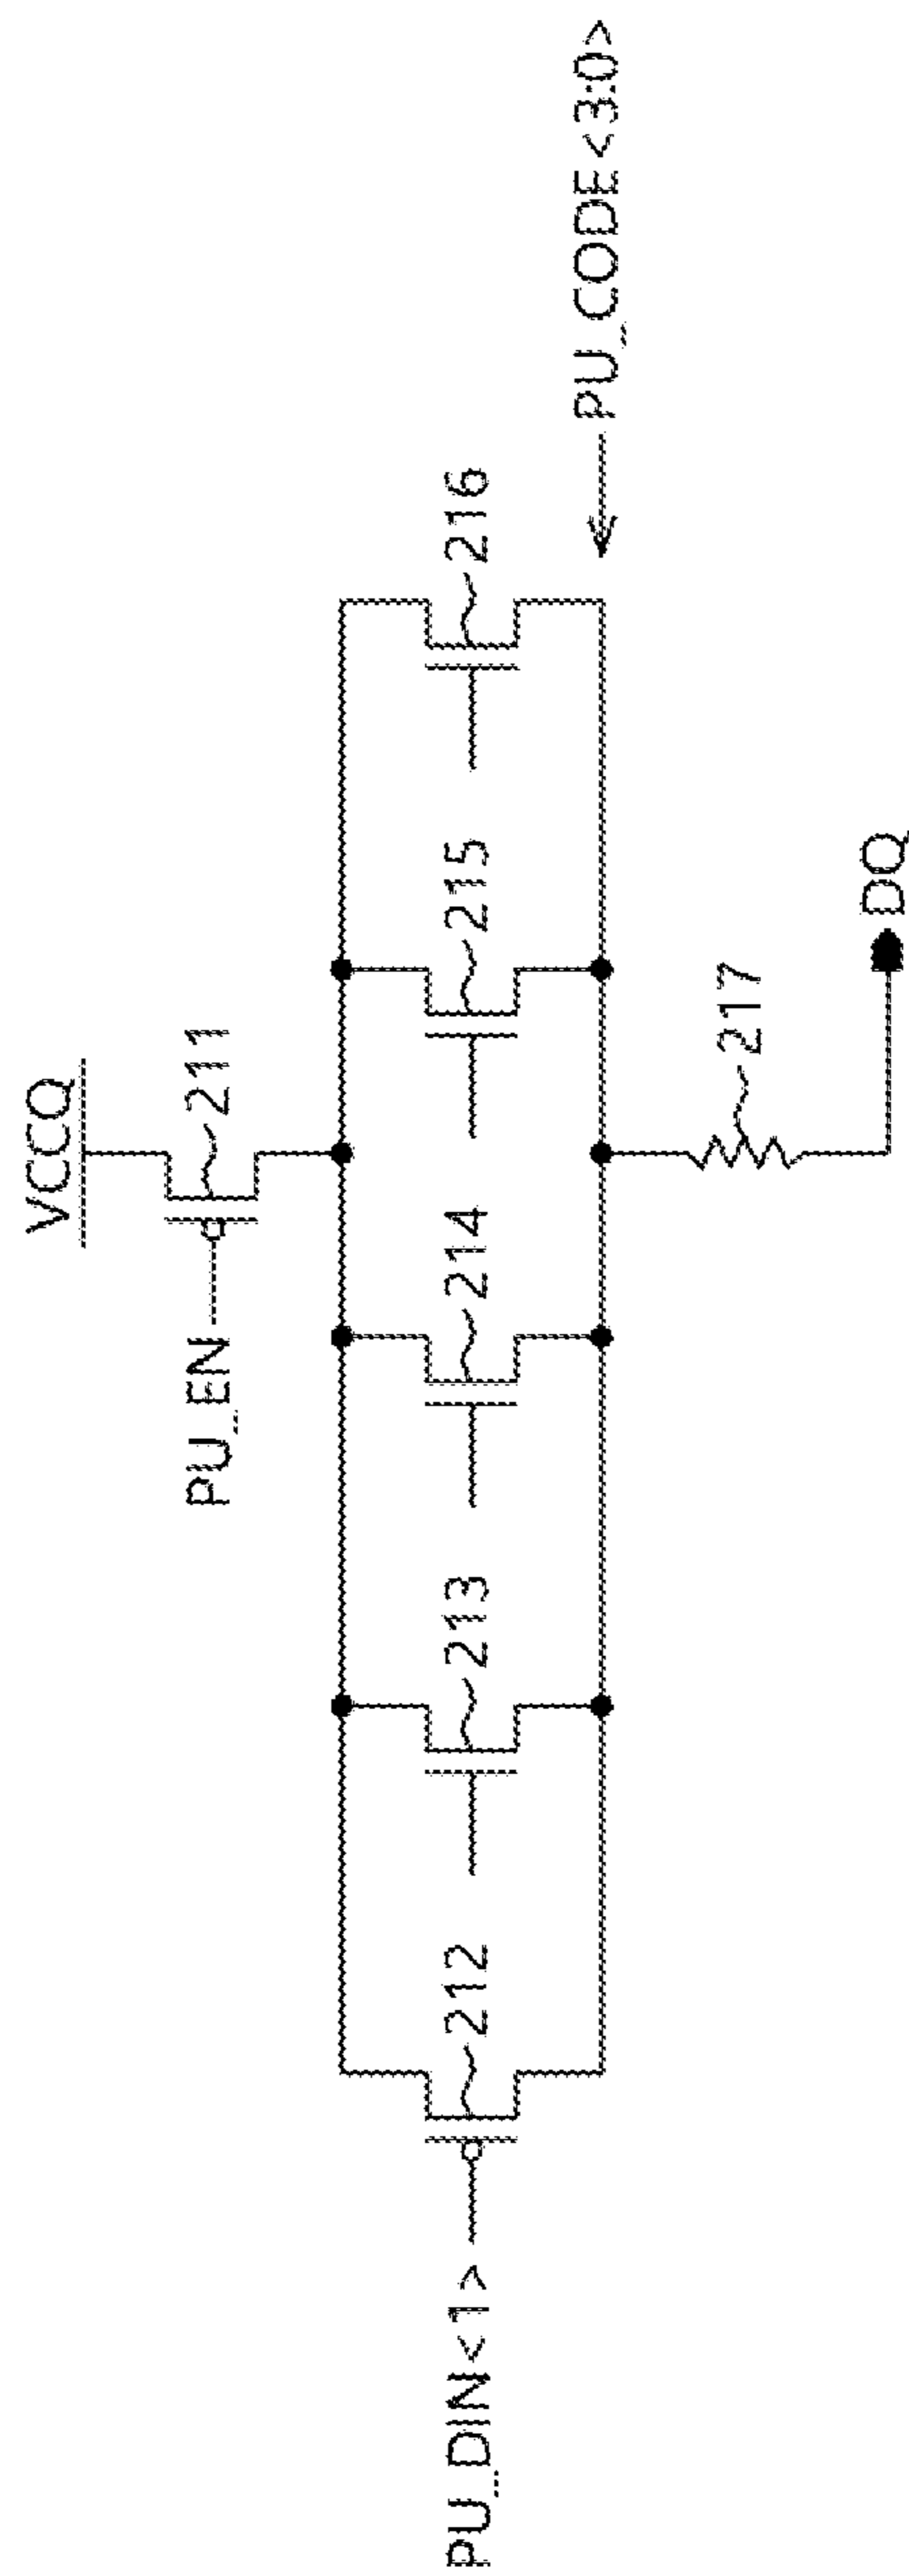 VCCQ
PU_EN
211
PU_DIN<1>
212
213
214
215
216
PU_CODE<3:0>
217
DQ